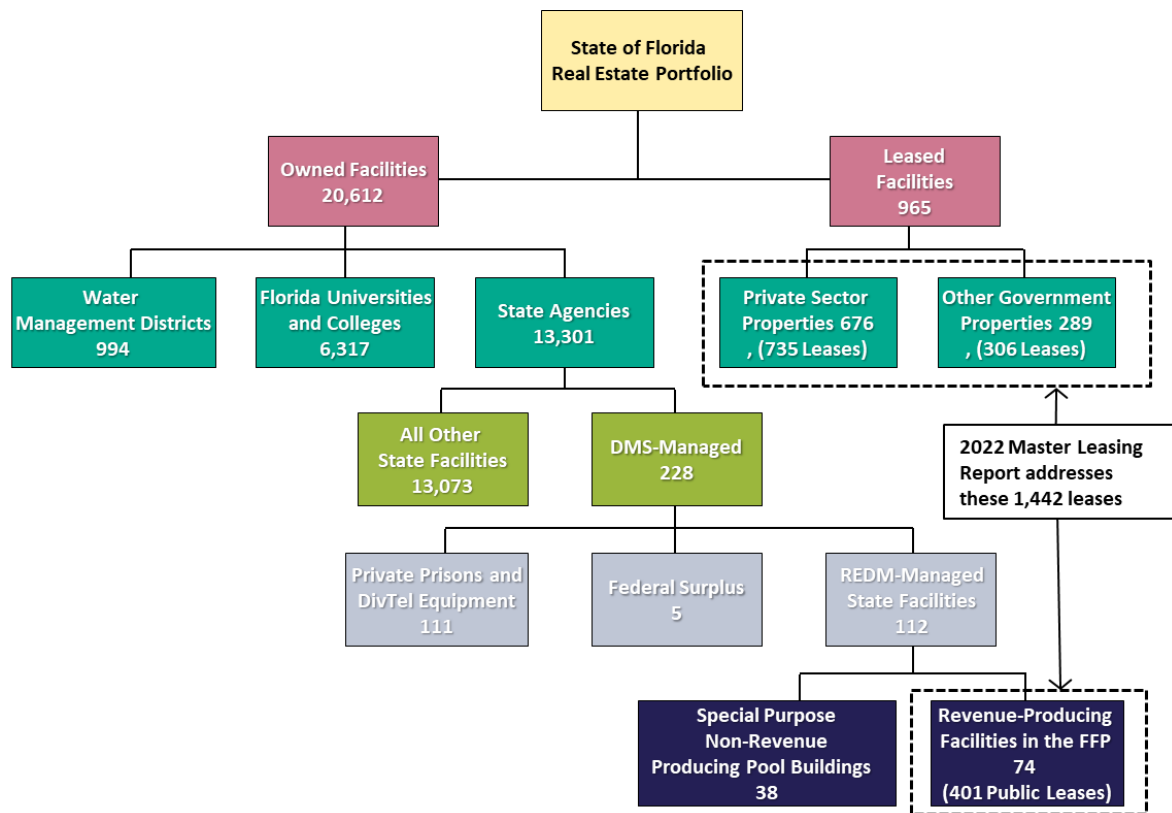 State of Florida
Real Estate Portfolio
Owned Facilities
20,612
Leased
Facilities
965
Water
Management Districts
994
Florida Universities
and Colleges
6,317
State Agencies
13,301
Private Sector
Properties 676
, (735 Leases)
Other Government
Properties 289
, (306 Leases)
All Other
State Facilities
13,073
DMS-Managed
228
2022 Master Leasing
Report addresses
these 1,442 leases
Private Prisons and
DivTel Equipment
111
Federal Surplus
5
REDM-Managed
State Facilities
112
Special Purpose
Non-Revenue
Producing Pool Buildings
38
Revenue-Producing
Facilities in the FFP
74
(401 Public Leases)